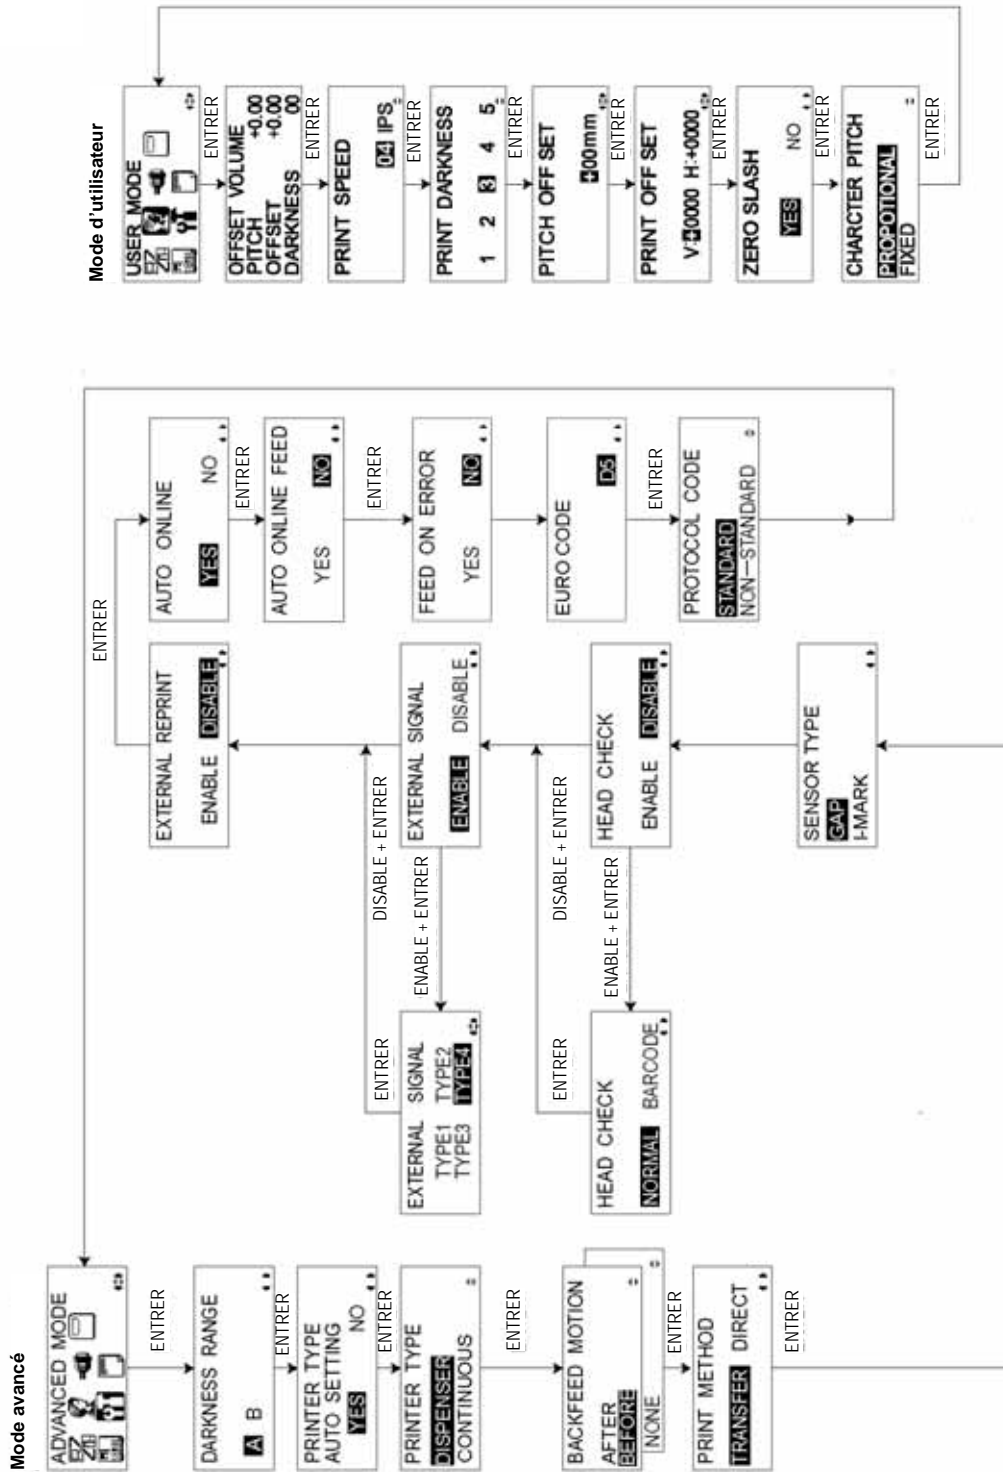 Mode avancé
ADVANCED MODE
ENTRER
DARKNESS RANGE
A B
ENTRER
PRINTER TYPE
AUTO SETTING
YES NO
ENTRER
PRINTER TYPE
DISPENSER
CONTINUOUS
ENTRER
BACKFEED MOTION
AFTER
BEFORE
NONE
ENTRER
PRINT METHOD
TRANSFER DIRECT
ENTRER
SENSOR TYPE
GAP
I-MARK
HEAD CHECK
ENABLE DISABLE
ENABLE + ENTRER
DISABLE + ENTRER
HEAD CHECK
NORMAL BARCODE
ENTRER
EXTERNAL SIGNAL
ENABLE DISABLE
ENABLE + ENTRER
DISABLE + ENTRER
EXTERNAL SIGNAL
TYPE1 TYPE2
TYPE3 TYPE4
ENTRER
EXTERNAL REPRINT
ENABLE DISABLE
ENTRER
AUTO ONLINE
YES NO
ENTRER
AUTO ONLINE FEED
YES NO
ENTRER
FEED ON ERROR
YES NO
EURO CODE
D5
ENTRER
PROTOCOL CODE
STANDARD
NON-STANDARD
Mode d'utilisateur
USER MODE
ENTRER
OFFSET VOLUME
PITCH +0.00
OFFSET +0.00
DARKNESS 00
ENTRER
PRINT SPEED
04 IPS
ENTRER
PRINT DARKNESS
1 2 3 4 5
ENTRER
PITCH OFF SET
+00mm
ENTRER
PRINT OFF SET
V:+0000 H:+0000
ENTRER
ZERO SLASH
YES NO
ENTRER
CHARCTER PITCH
PROPOTIONAL
FIXED
ENTRER